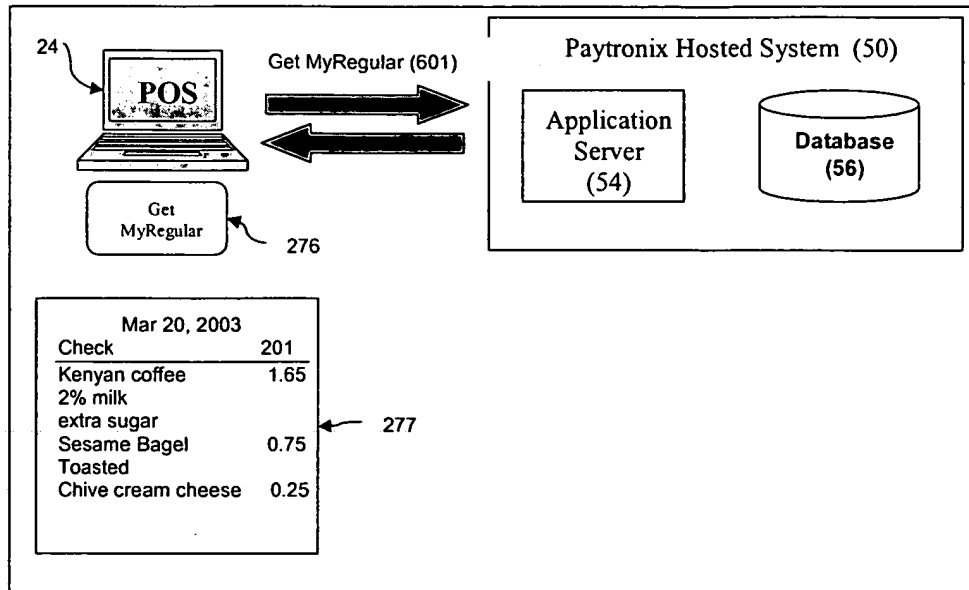 24
POS
Get MyRegular (601)
Paytronix Hosted System (50)
Application
Server
(54)
Database
(56)
Get
MyRegular
276
Mar 20, 2003
Check 201
Kenyan coffee 1.65
2% milk
extra sugar
Sesame Bagel 0.75
Toasted
Chive cream cheese 0.25
277